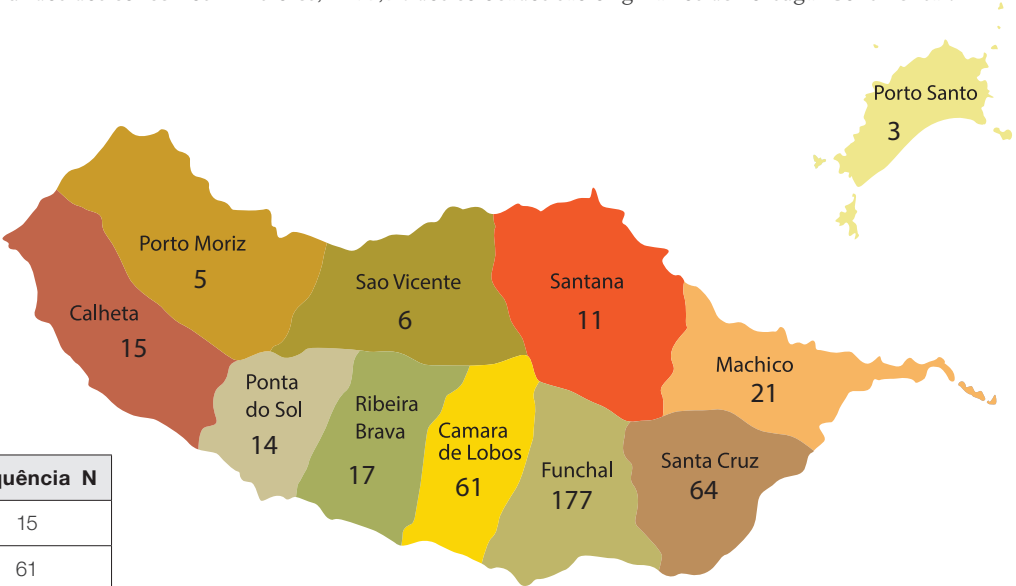 Porto Santo
3
Porto Moriz
5
Sao Vicente
6
Santana
11
Calheta
15
Machico
21
Ponta
do Sol
14
Ribeira
Brava
17
Camara
de Lobos
61
Funchal
177
Santa Cruz
64
N
15
61